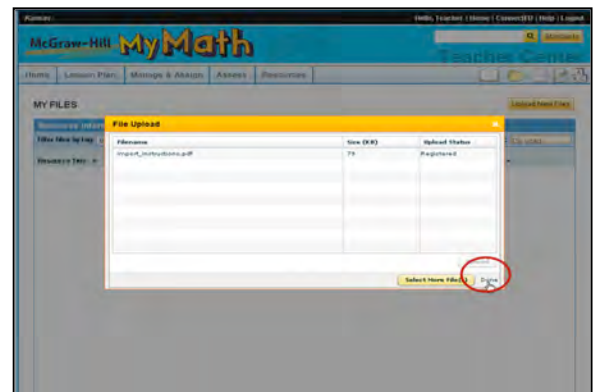 Hello, Teacher | Home | ConnectED | Help | Logout
McGraw-Hill My Math
Standards
Teacher Center
Home Lesson Plan Manage & Assign Assess Resources
MY FILES
Upload New Files
File Upload
Filename Size (KB) Upload Status
import_instructions.pdf 79 Registered
Select More File(s) Done